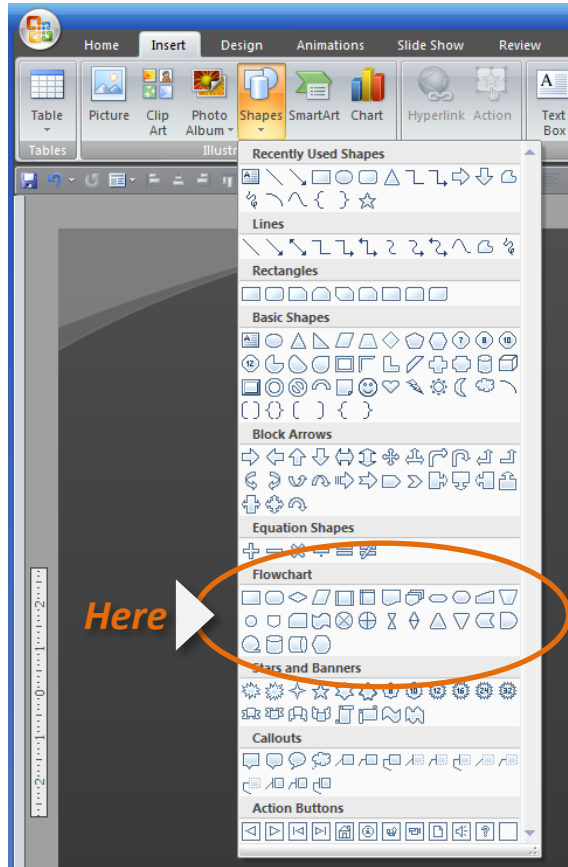 Home Insert Design Animations Slide Show Review
Table Picture Clip Art Photo Album Shapes SmartArt Chart Hyperlink Action Text Box
Tables Illustr
Recently Used Shapes
Lines
Rectangles
Basic Shapes
Block Arrows
Equation Shapes
Flowchart
Here
Stars and Banners
Callouts
Action Buttons